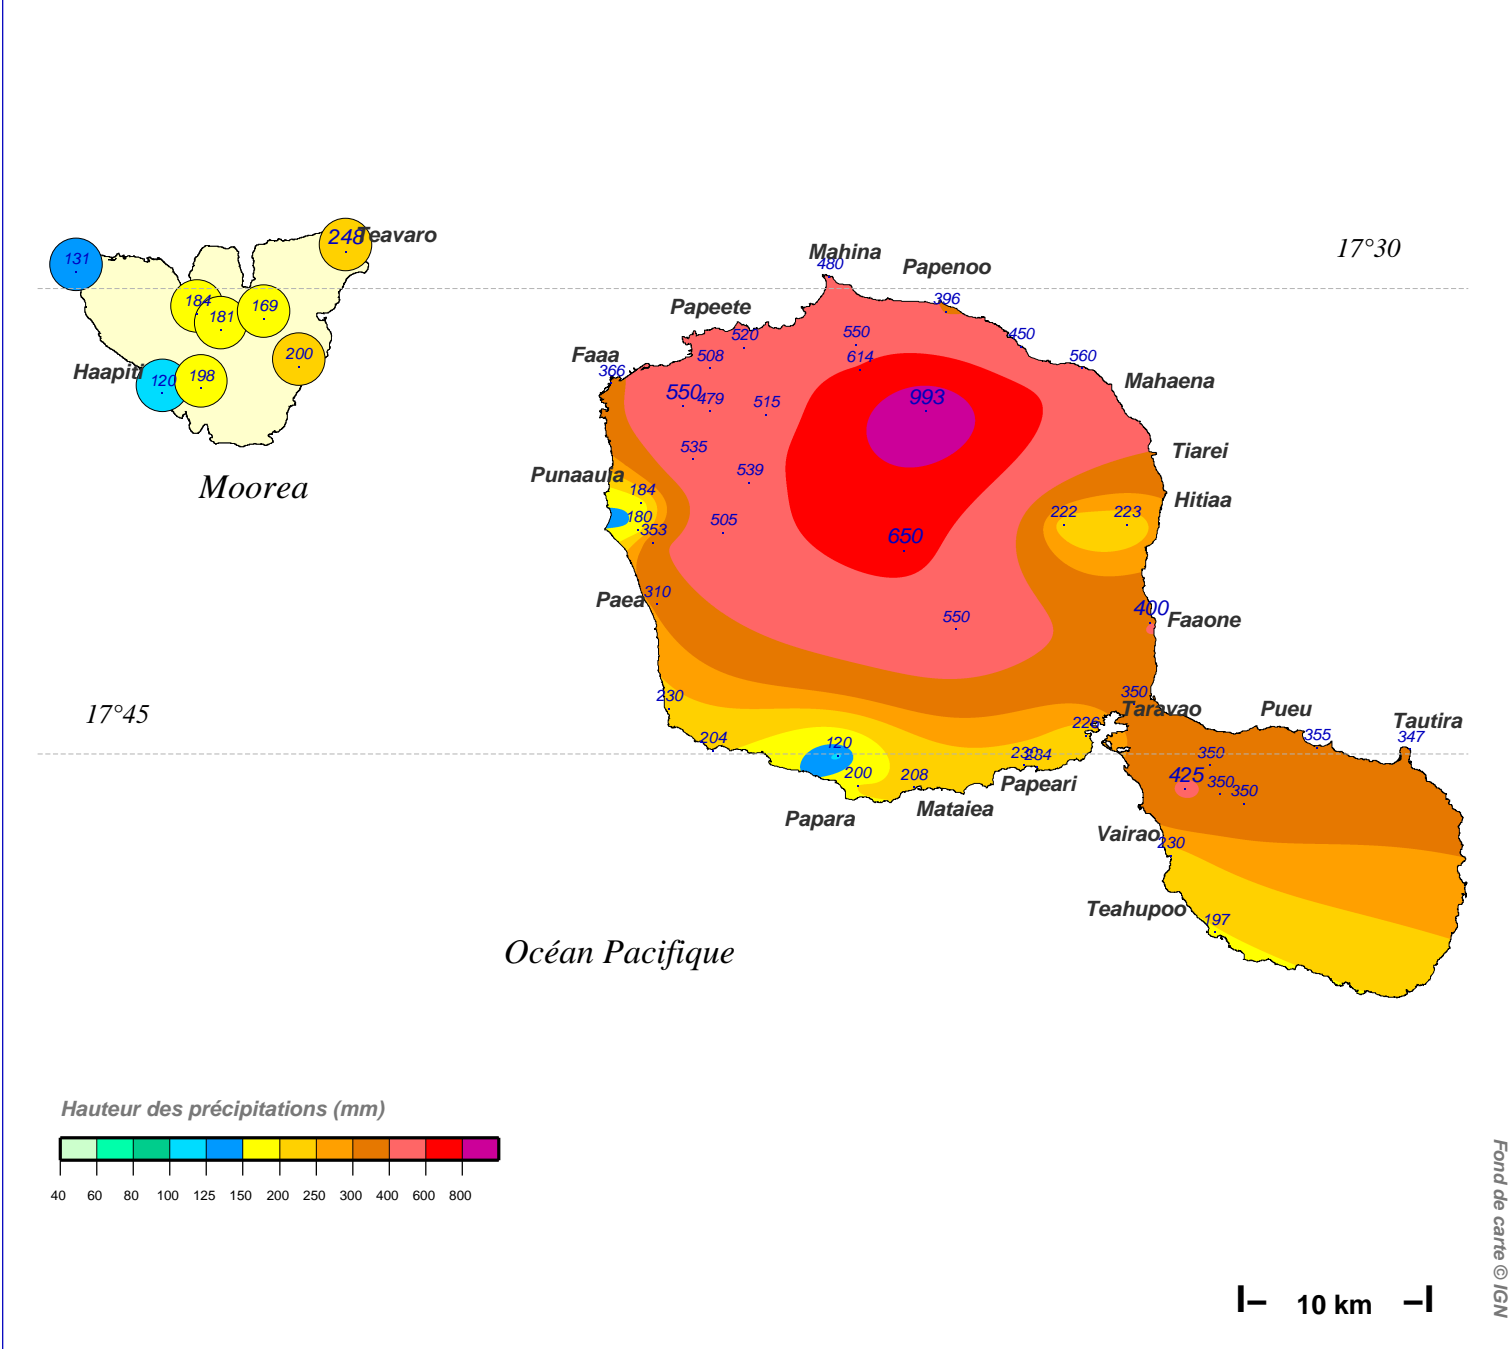 Teavaro
248
131
17°30
Mahina
480
Papenoo
184
181
169
396
Papeete
520
550
450
Faaa
508
614
560
200
366
Haapiti
120
198
Mahaena
550
479
515
993
535
Tiarei
539
Punaauia
Moorea
184
Hitiaa
180
353
505
222
223
650
Paea
310
550
400
Faaone
230
350
17°45
Taravao
Pueu
Tautira
204
120
226
355
347
230
234
350
200
208
425
350
350
Papeari
Papara
Mataiea
Vairao
230
Teahupoo
197
Océan Pacifique
Hauteur des précipitations (mm)
40 60 80 100 125 150 200 250 300 400 600 800
10 km
Fond de carte © IGN